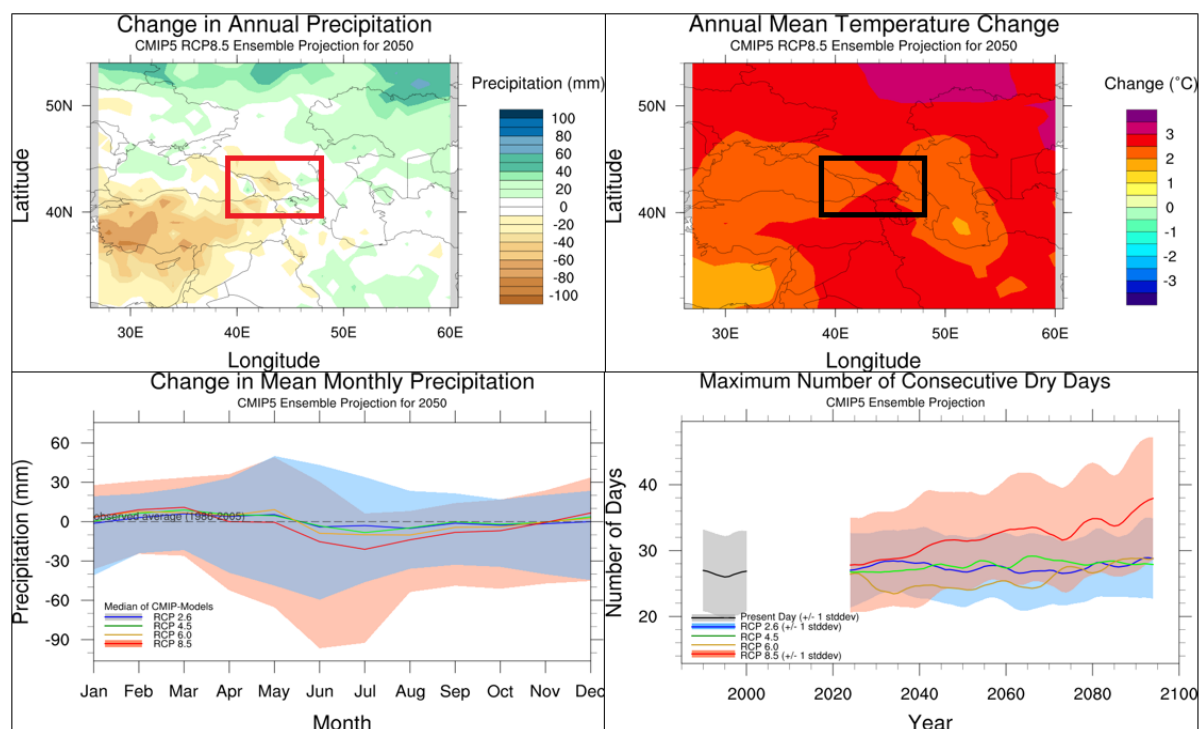 Change in Annual Precipitation
CMIP5 RCP8.5 Ensemble Projection for 2050
Precipitation (mm)
100
80
60
40
20
0
-20
-40
-60
-80
-100
50N
40N
Latitude
30E 40E 50E 60E
Longitude
Annual Mean Temperature Change
CMIP5 RCP8.5 Ensemble Projection for 2050
Change (°C)
3
2
1
0
-1
-2
-3
50N
40N
Latitude
30E 40E 50E 60E
Longitude
Change in Mean Monthly Precipitation
CMIP5 Ensemble Projection for 2050
Precipitation (mm)
60
30
0
-30
-60
-90
observed average (1986-2005)
Median of CMIP-Models
RCP 2.6
RCP 4.5
RCP 6.0
RCP 8.5
Jan Feb Mar Apr May Jun Jul Aug Sep Oct Nov Dec
Month
Maximum Number of Consecutive Dry Days
CMIP5 Ensemble Projection
Number of Days
40
30
20
Present Day (+/- 1 stddev)
RCP 2.6 (+/- 1 stddev)
RCP 4.5
RCP 6.0
RCP 8.5 (+/- 1 stddev)
2000 2020 2040 2060 2080 2100
Year